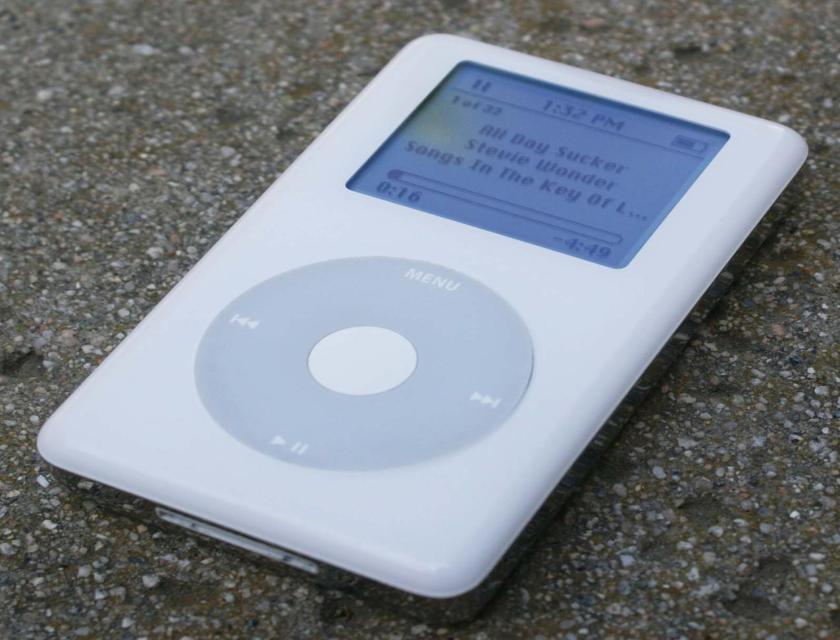 1:32 PM
1 of 32
All Day Sucker
Stevie Wonder
Songs In The Key Of L...
0:16
-4:49
MENU